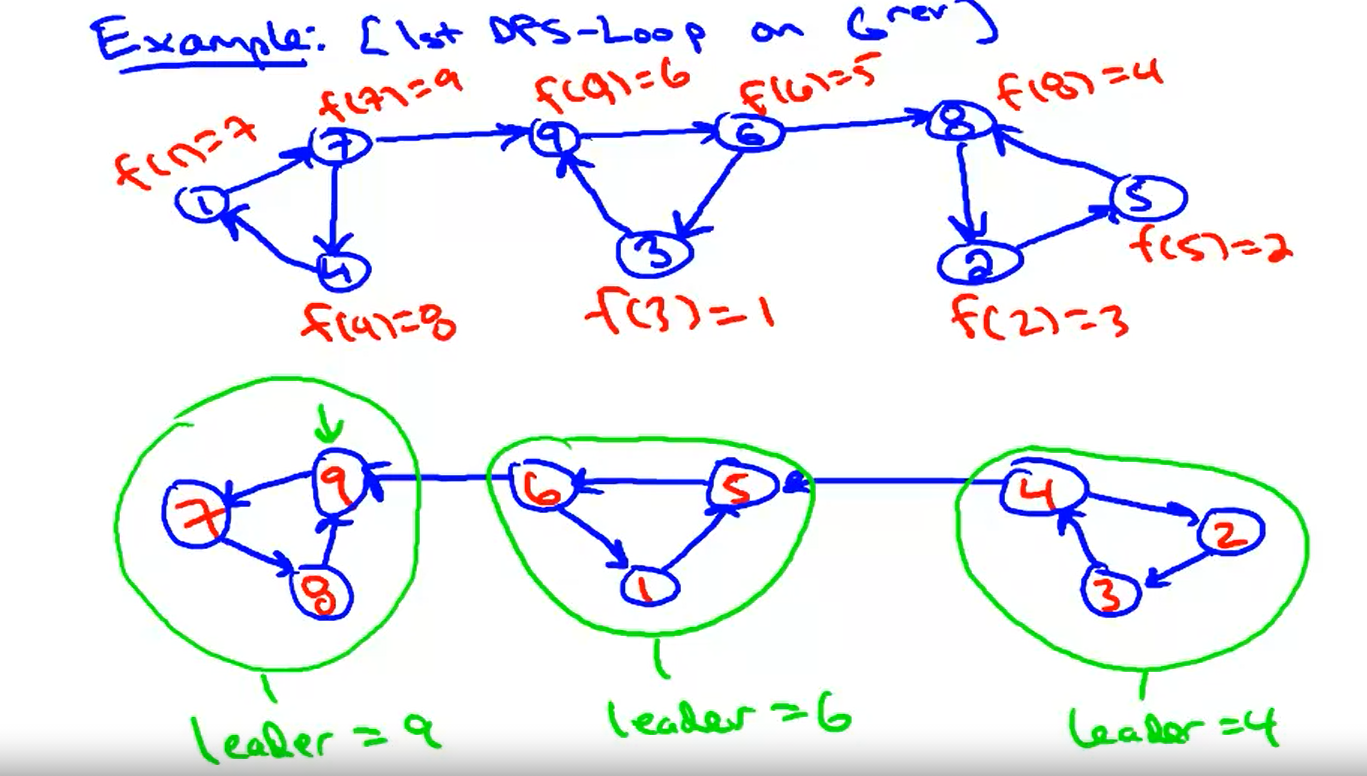 Example: [1st DFS-Loop on Grev]
f(7)=9 f(9)=6 f(6)=5 f(8)=4
f(1)=7
7 9 6 8
1 5
3
4 2
f(5)=2
f(4)=8 f(3)=1 f(2)=3
9 6 5 4
7 2
8 1 3
leader = 9 leader = 6 leader = 4